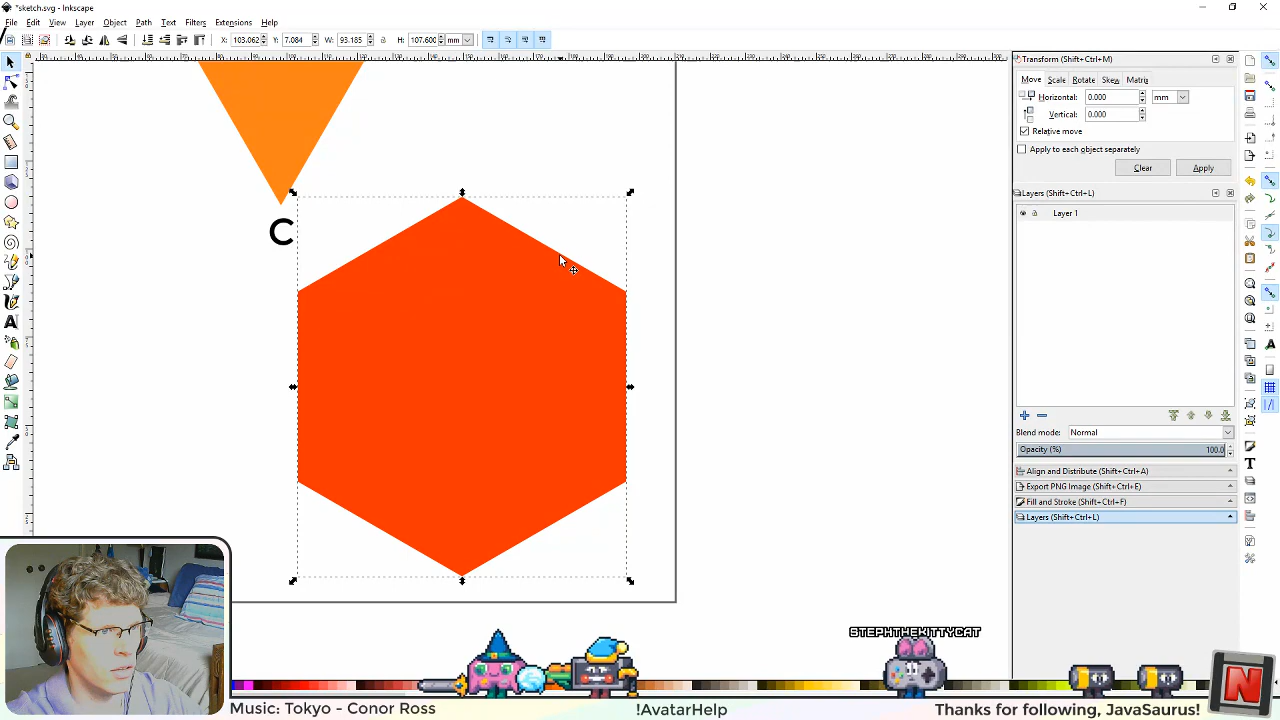 *sketch.svg - Inkscape
File Edit View Layer Object Path Text Filters Extensions Help
X: 103.062 Y: 7.084 W: 93.185 H: 107.600 mm
Transform (Shift+Ctrl+M)
Move Scale Rotate Skew Matrix
Horizontal: 0.000 mm
Vertical: 0.000
Relative move
Apply to each object separately
Clear Apply
Layers (Shift+Ctrl+L)
Layer 1
C
Blend mode: Normal
Opacity (%) 100.0
Align and Distribute (Shift+Ctrl+A)
Export PNG Image (Shift+Ctrl+E)
Fill and Stroke (Shift+Ctrl+F)
Layers (Shift+Ctrl+L)
STEPHTHEKITTYCAT
N
Music: Tokyo - Conor Ross
!AvatarHelp
Thanks for following, JavaSaurus!